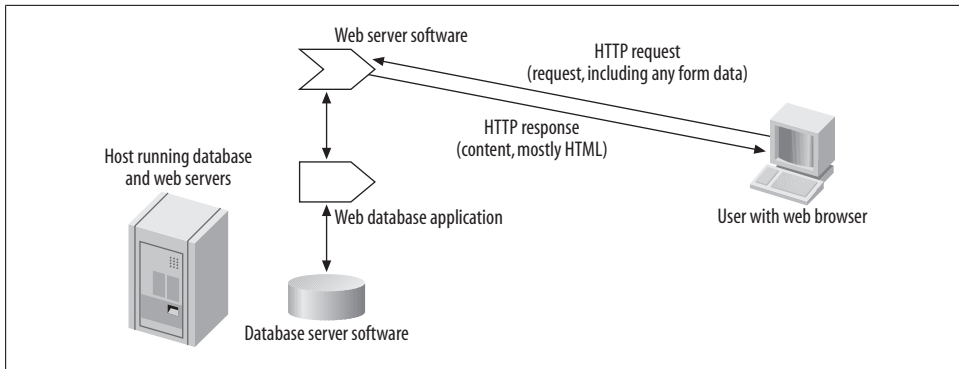 Web server software
HTTP request
(request, including any form data)
HTTP response
(content, mostly HTML)
Host running database
and web servers
Web database application
User with web browser
Database server software